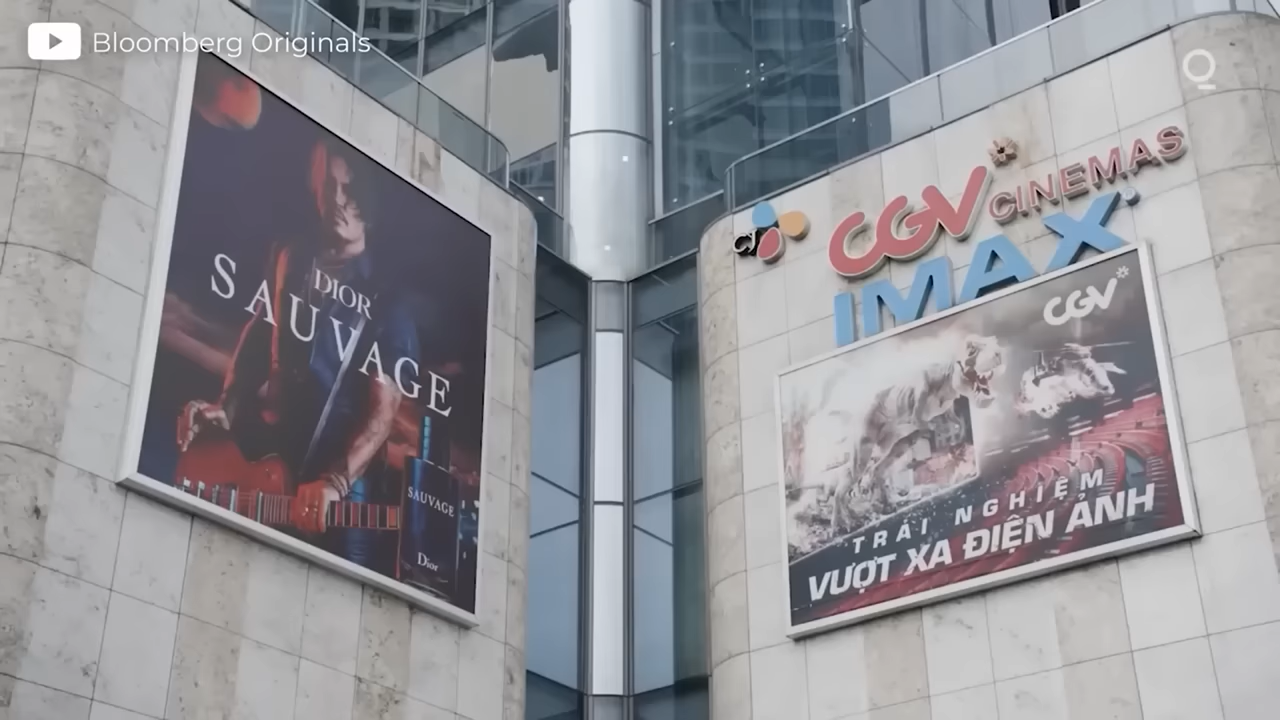 Bloomberg Originals
DIOR
SAUVAGE
SAUVAGE
Dior
CJ
CGV CINEMAS
IMAX
CGV
TRẢI NGHIỆM
VƯỢT XA ĐIỆN ẢNH